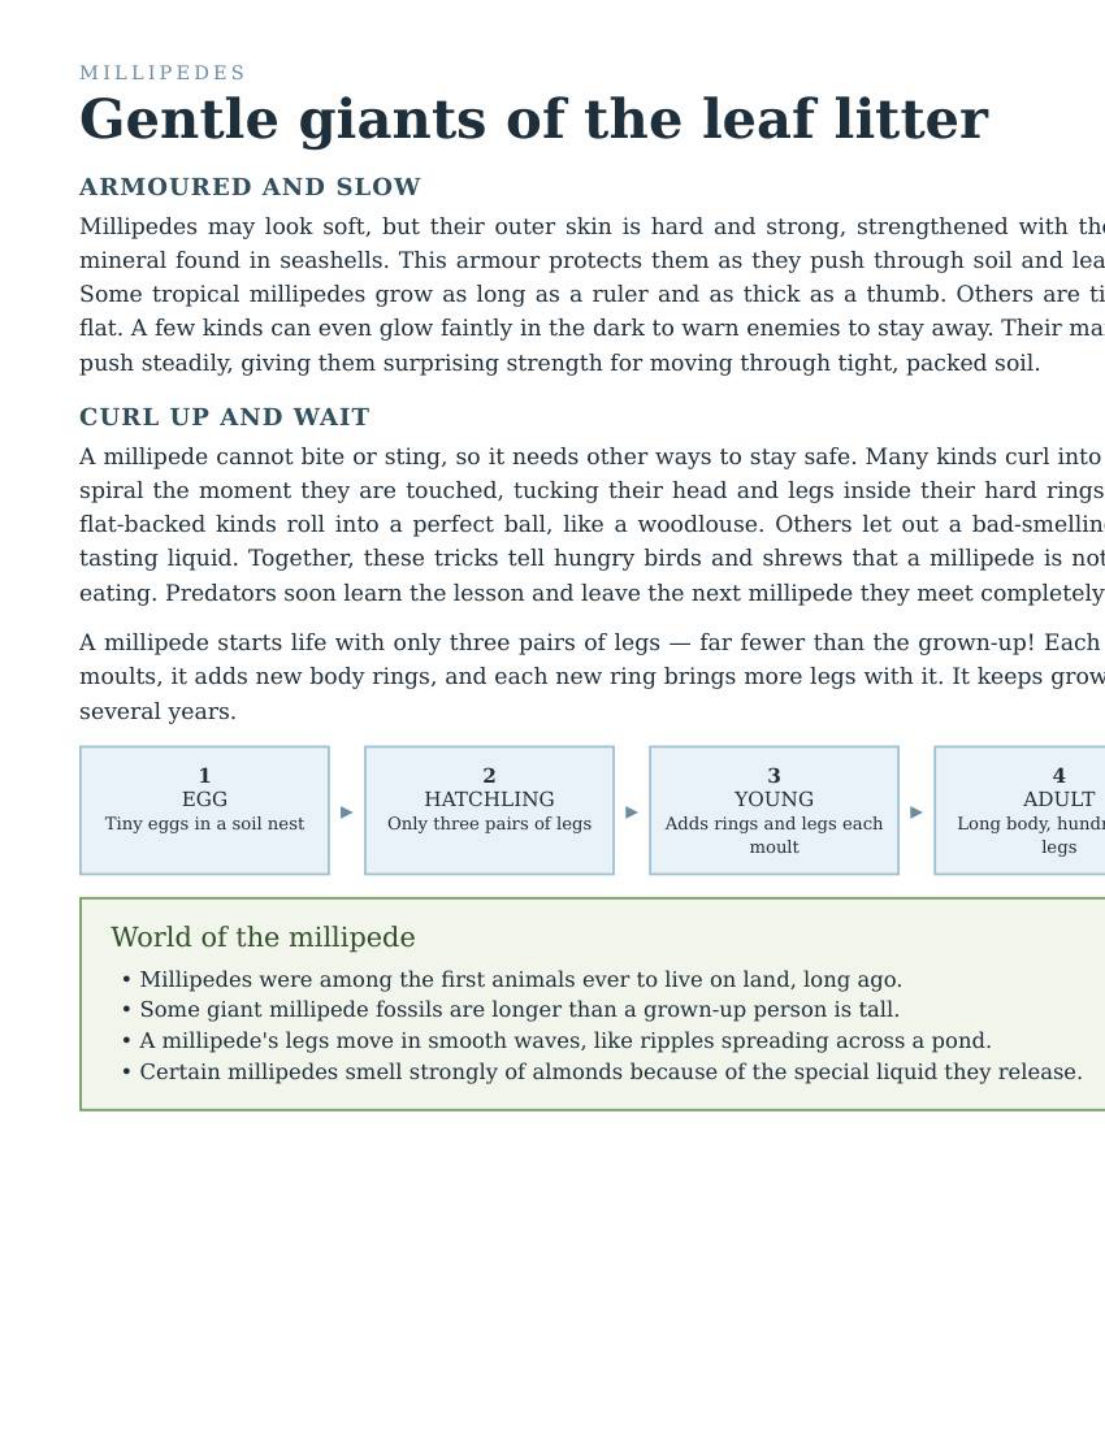 MILLIPEDES
Gentle giants of the leaf litter
ARMOURED AND SLOW
Millipedes may look soft, but their outer skin is hard and strong, strengthened with the
mineral found in seashells. This armour protects them as they push through soil and
Some tropical millipedes grow as long as a ruler and as thick as a thumb. Others are
flat. A few kinds can even glow faintly in the dark to warn enemies to stay away. Their
push steadily, giving them surprising strength for moving through tight, packed soil.
CURL UP AND WAIT
A millipede cannot bite or sting, so it needs other ways to stay safe. Many kinds curl into
spiral the moment they are touched, tucking their head and legs inside their hard rings
flat-backed kinds roll into a perfect ball, like a woodlouse. Others let out a
tasting liquid. Together, these tricks tell hungry birds and shrews that a millipede is not
eating. Predators soon learn the lesson and leave the next millipede they meet completely
A millipede starts life with only three pairs of legs — far fewer than the grown-up! Each
moults, it adds new body rings, and each new ring brings more legs with it. It keeps
several years.
1
EGG
Tiny eggs in a soil nest
▶
2
HATCHLING
Only three pairs of legs
▶
3
YOUNG
Adds rings and legs each
moult
▶
4
ADULT
Long body,
legs
World of the millipede
• Millipedes were among the first animals ever to live on land, long ago.
• Some giant millipede fossils are longer than a grown-up person is tall.
• A millipede's legs move in smooth waves, like ripples spreading across a pond.
• Certain millipedes smell strongly of almonds because of the special liquid they release.